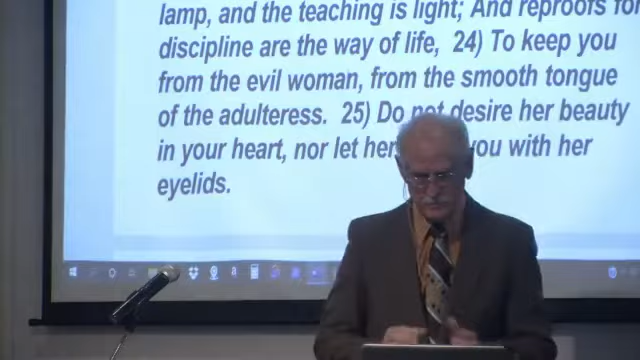 lamp, and the teaching is light; And reproofs for
discipline are the way of life, 24) To keep you
from the evil woman, from the smooth tongue
of the adulteress. 25) Do not desire her beauty
in your heart, nor let her you with her
eyelids.